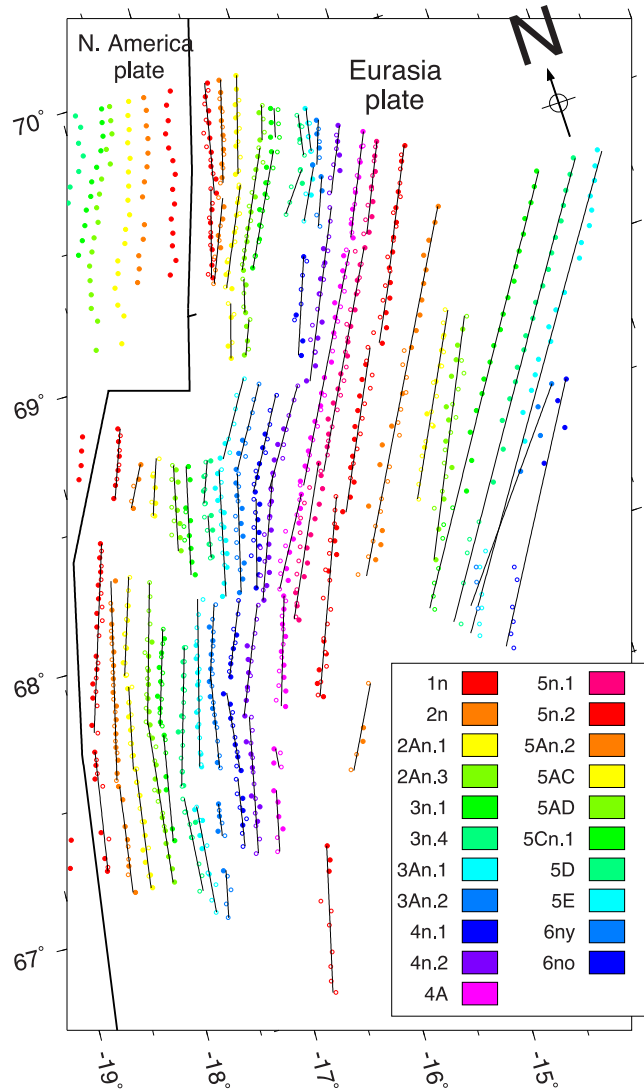 N. America
plate
Eurasia
plate
N
70°
69°
68°
67°
-19°
-18°
-17°
-16°
-15°
1n
2n
2An.1
2An.3
3n.1
3n.4
3An.1
3An.2
4n.1
4n.2
4A
5n.1
5n.2
5An.2
5AC
5AD
5Cn.1
5D
5E
6ny
6no